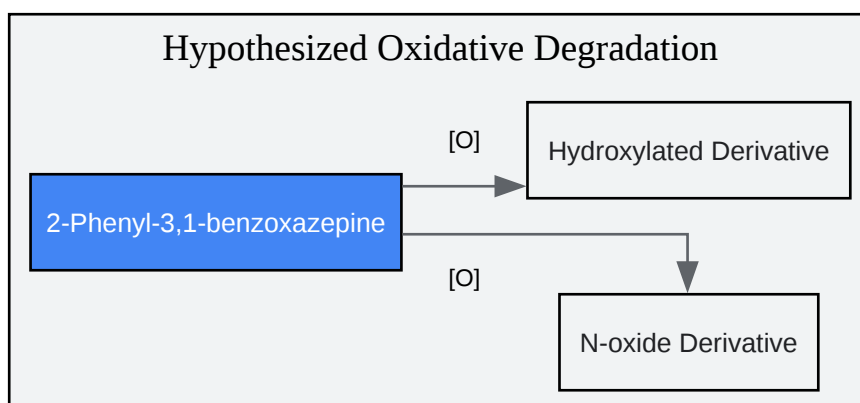 Hypothesized Oxidative Degradation
[O]
Hydroxylated Derivative
2-Phenyl-3,1-benzoxazepine
[O]
N-oxide Derivative